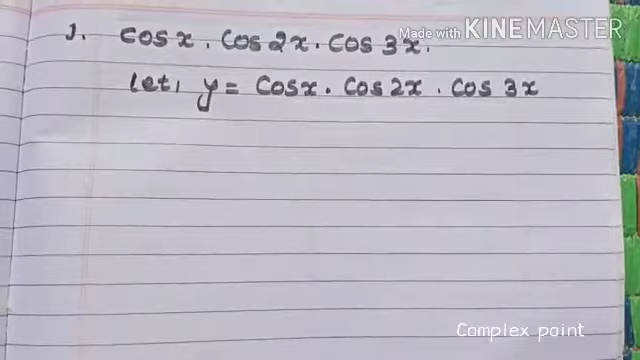 Made with KINEMASTER
1. cos x . cos 2x . cos 3x.
Let, y = cos x . cos 2x . cos 3x
Complex point